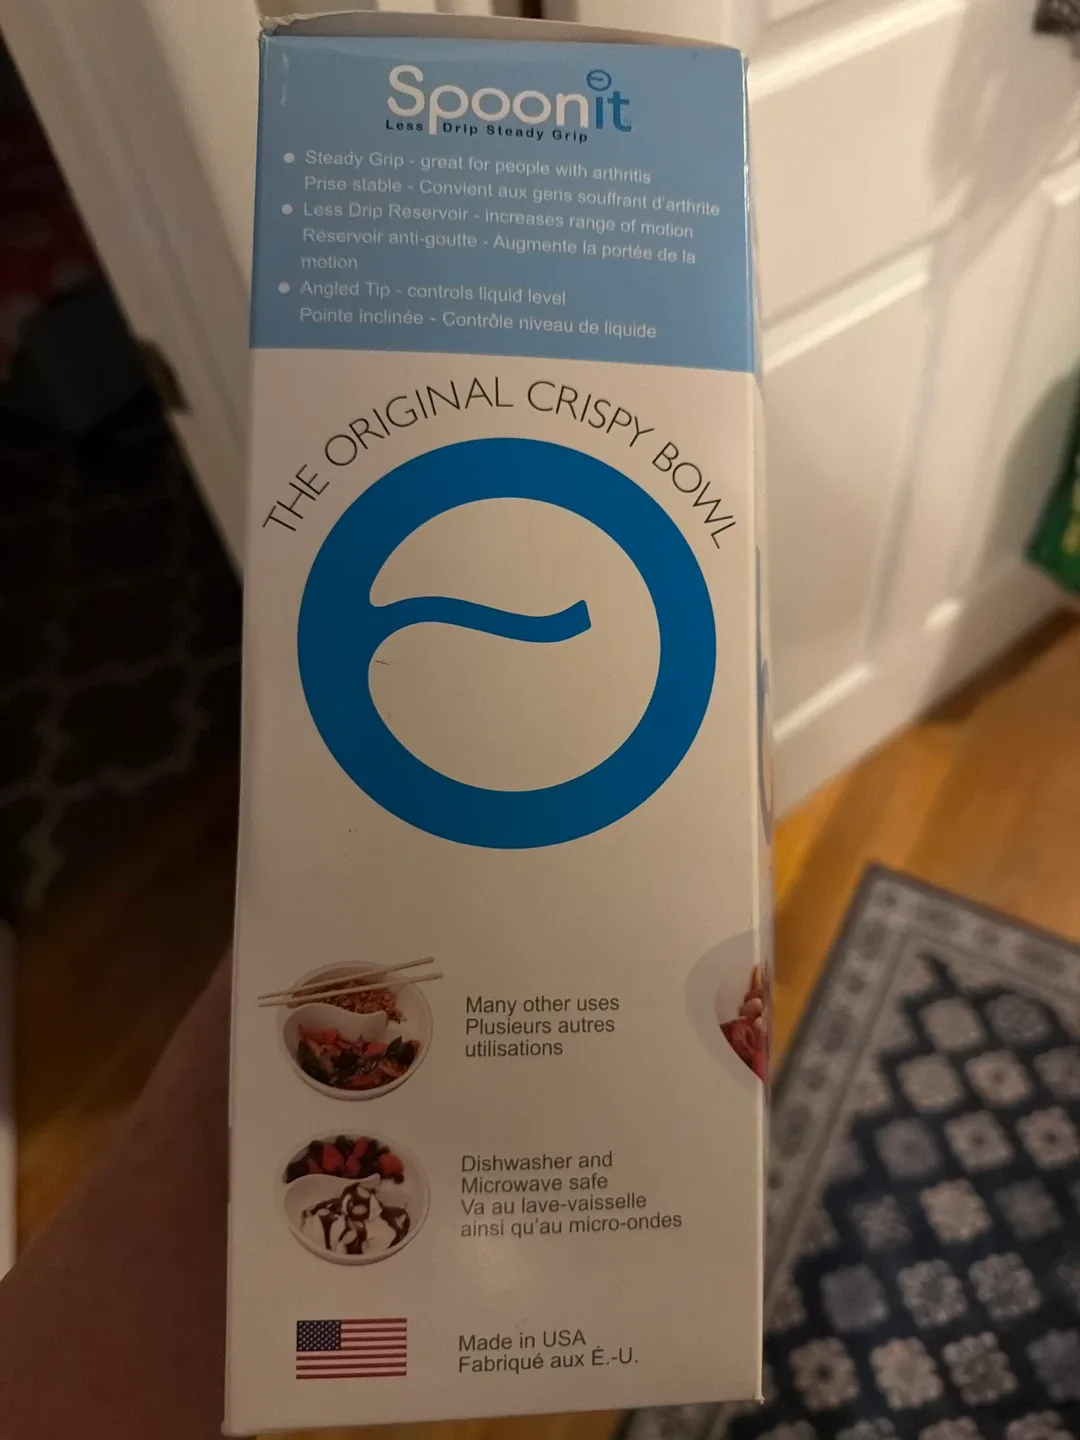 Spoonit
Less Drip Steady Grip
Steady Grip - great for people with arthritis
Prise stable - Convient aux gens souffrant d'arthrite
Less Drip Reservoir - increases range of motion
Réservoir anti-goutte - Augmente la portée de la
motion
Angled Tip - controls liquid level
Pointe inclinée - Contrôle niveau de liquide
THE ORIGINAL CRISPY BOWL
Many other uses
Plusieurs autres
utilisations
Dishwasher and
Microwave safe
Va au lave-vaisselle
ainsi qu'au micro-ondes
Made in USA
Fabriqué aux É.-U.